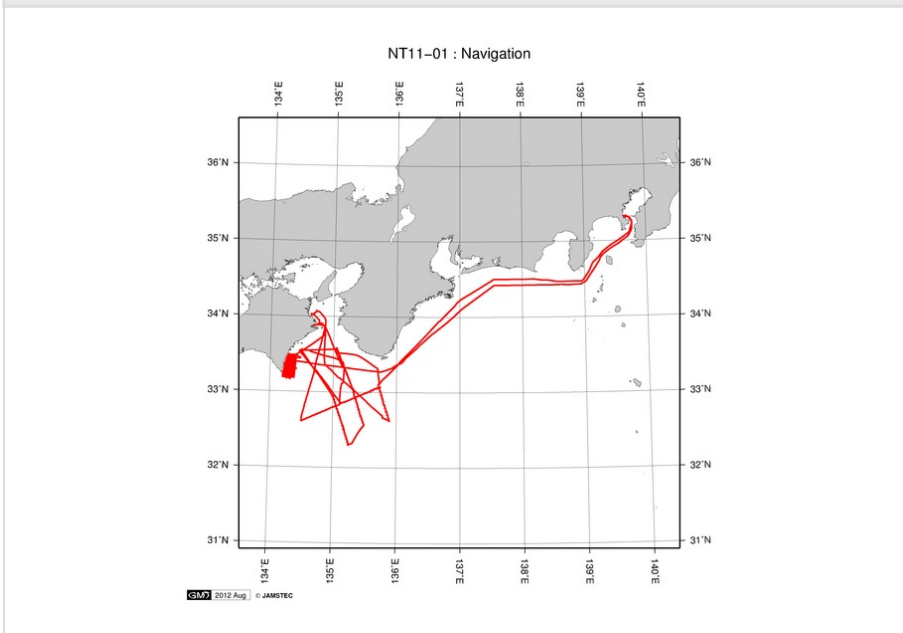 NT11−01 : Navigation
134˚E 135˚E 136˚E 137˚E 138˚E 139˚E 140˚E
36˚N 36˚N
35˚N 35˚N
34˚N 34˚N
33˚N 33˚N
32˚N 32˚N
31˚N 31˚N
134˚E 135˚E 136˚E 137˚E 138˚E 139˚E 140˚E
GMD 2012 Aug © JAMSTEC